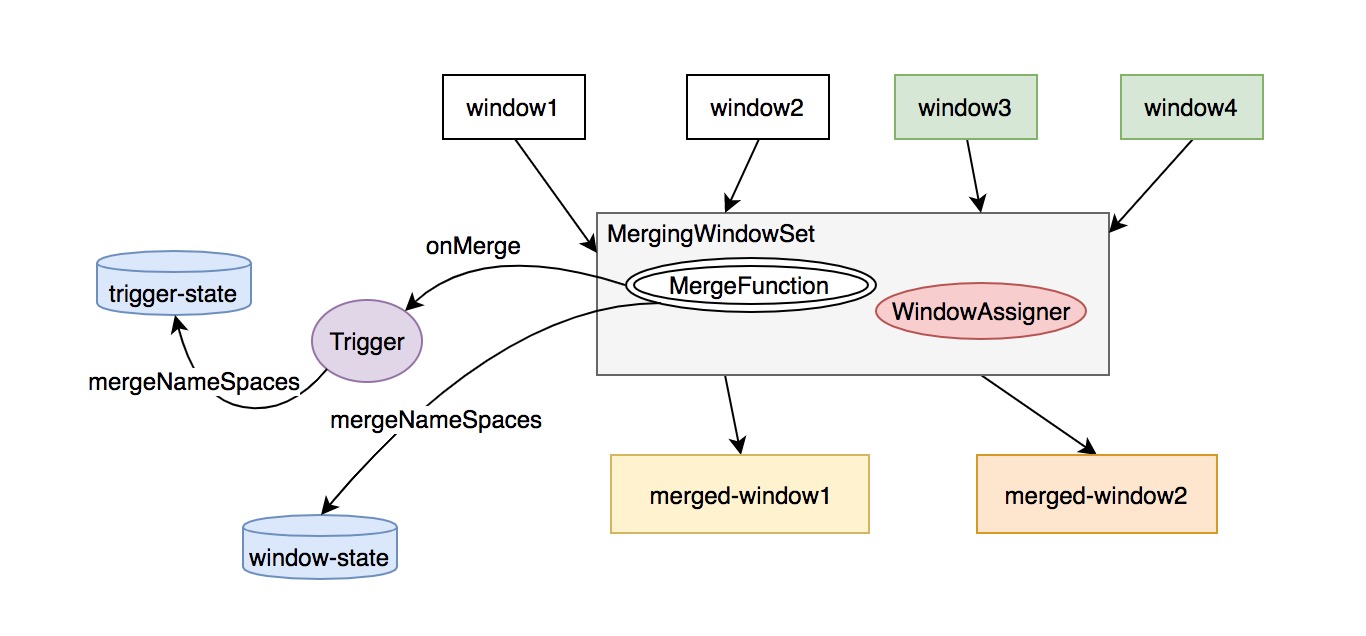 window1
window2
window3
window4
MergingWindowSet
onMerge
MergeFunction
trigger-state
WindowAssigner
Trigger
mergeNameSpaces
mergeNameSpaces
merged-window1
merged-window2
window-state